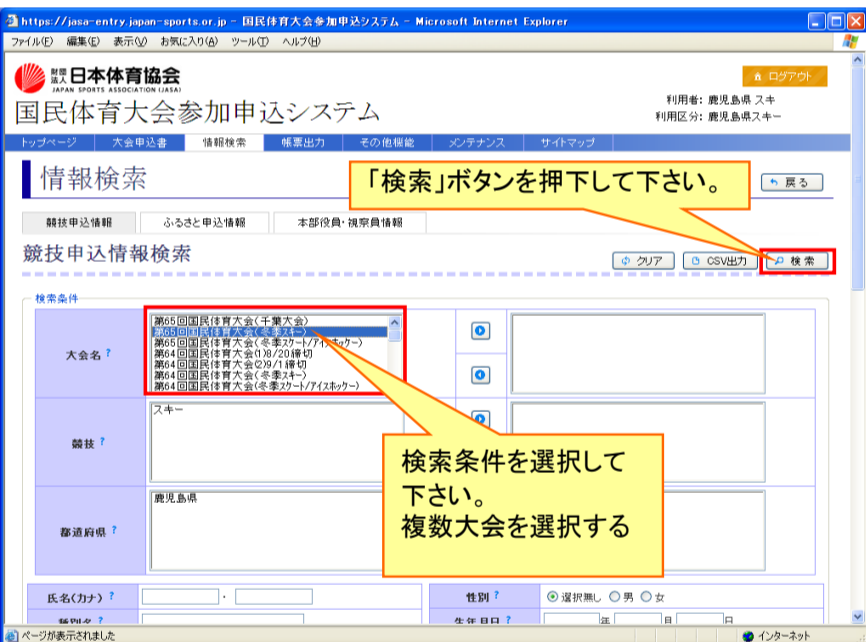 https://jasa-entry.japan-sports.or.jp - 国民体育大会参加申込システム - Microsoft Internet Explorer
ファイル(F) 編集(E) 表示(V) お気に入り(A) ツール(T) ヘルプ(H)
財団法人 日本体育協会
JAPAN SPORTS ASSOCIATION (JASA)
ログアウト
国民体育大会参加申込システム
利用者: 鹿児島県 スキ
利用区分: 鹿児島県スキー
トップページ 大会申込書 情報検索 帳票出力 その他機能 メンテナンス サイトマップ
情報検索
「検索」ボタンを押下して下さい。
戻る
競技申込情報 ふるさと申込情報 本部役員・視察員情報
競技申込情報検索
クリア CSV出力 検索
検索条件
大会名 ?
第65回国民体育大会(千葉大会)
第65回国民体育大会(冬季スキー)
第65回国民体育大会(冬季スケート/アイスホッケー)
第64回国民体育大会(1)8/20締切
第64回国民体育大会(2)9/1締切
第64回国民体育大会(冬季スキー)
第64回国民体育大会(冬季スケート/アイスホッケー)
競技 ?
スキー
検索条件を選択して
下さい。
複数大会を選択する
都道府県 ?
鹿児島県
氏名(カナ) ? ・ 性別 ? 選択無し 男 女
種別名 ? 生年月日 ? 年 月 日
ページが表示されました インターネット